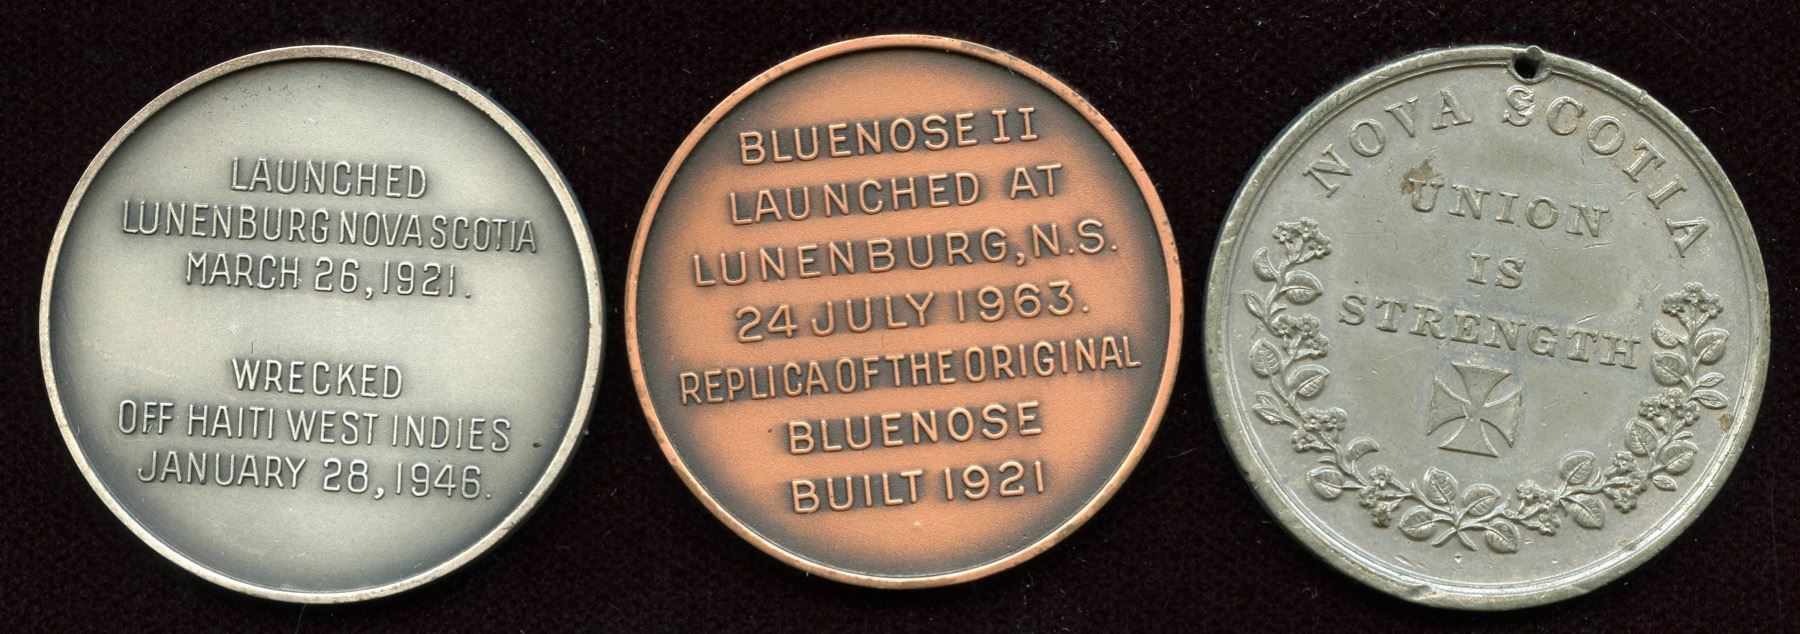 LAUNCHED
LUNENBURG NOVA SCOTIA
MARCH 26, 1921.
WRECKED
OFF HAITI WEST INDIES
JANUARY 28, 1946.
BLUENOSE II
LAUNCHED AT
LUNENBURG, N.S.
24 JULY 1963.
REPLICA OF THE ORIGINAL
BLUENOSE
BUILT 1921
NOVA SCOTIA
UNION
IS
STRENGTH